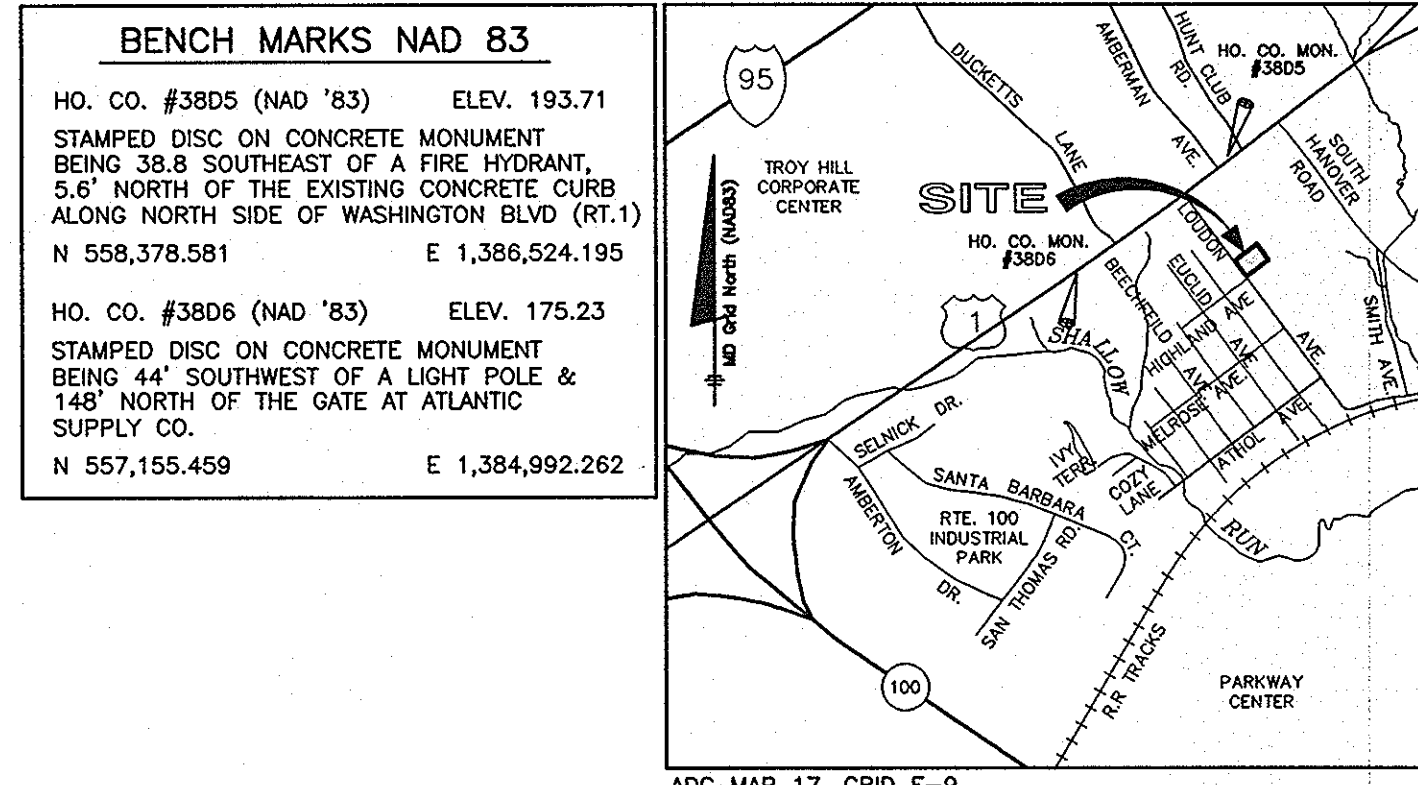 BENCH MARKS NAD 83
HO. CO. #38D5 (NAD '83) ELEV. 193.71
STAMPED DISC ON CONCRETE MONUMENT
BEING 38.8 SOUTHEAST OF A FIRE HYDRANT,
5.6' NORTH OF THE EXISTING CONCRETE CURB
ALONG NORTH SIDE OF WASHINGTON BLVD (RT.1)
N 558,378.581 E 1,386,524.195
HO. CO. #38D6 (NAD '83) ELEV. 175.23
STAMPED DISC ON CONCRETE MONUMENT
BEING 44' SOUTHWEST OF A LIGHT POLE &
148' NORTH OF THE GATE AT ATLANTIC
SUPPLY CO.
N 557,155.459 E 1,384,992.262
95
DUCKETTS
LANE
AMBERMAN
AVE.
HUNT CLUB
RD.
HO. CO. MON.
#38D5
SOUTH
HANOVER
ROAD
TROY HILL
CORPORATE
CENTER
MD Grid North (NAD83)
SITE
HO. CO. MON.
#38D6
1
LOUDON
AVE.
EUCLID
AVE
BEECHFEILD
AVE
HIGHLAND AVE
MELROSE AVE.
ATHOL AVE.
SMITH AVE.
SHALLOW
RUN
SELNICK DR.
IVY
TERR.
COZY
LANE
SANTA BARBARA
CT.
AMBERTON
DR.
RTE. 100
INDUSTRIAL
PARK
SAN THOMAS RD.
100
R.R TRACKS
PARKWAY
CENTER
ADC MAP 17 GRID F-9